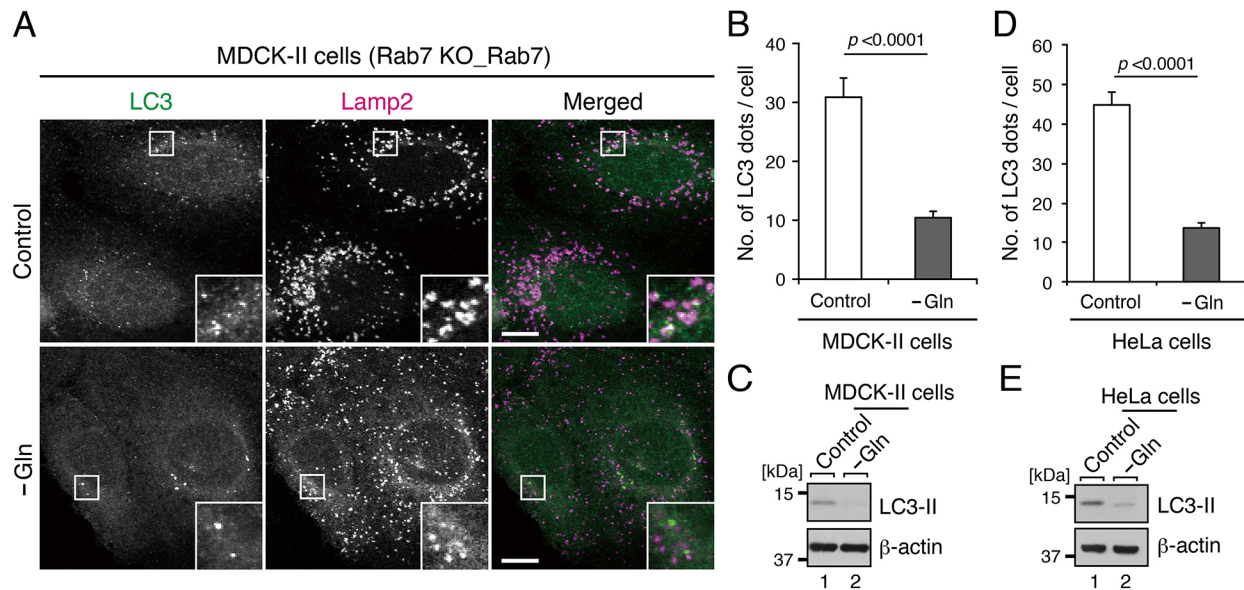 A
MDCK-II cells (Rab7 KO_Rab7)
LC3
Lamp2
Merged
Control
–Gln
B
No. of LC3 dots / cell
40
30
20
10
0
p <0.0001
Control
–Gln
MDCK-II cells
D
No. of LC3 dots / cell
60
50
40
30
20
10
0
p <0.0001
Control
–Gln
HeLa cells
C
MDCK-II cells
Control
–Gln
[kDa]
15
LC3-II
37
β-actin
1 2
E
HeLa cells
Control
–Gln
[kDa]
15
LC3-II
37
β-actin
1 2